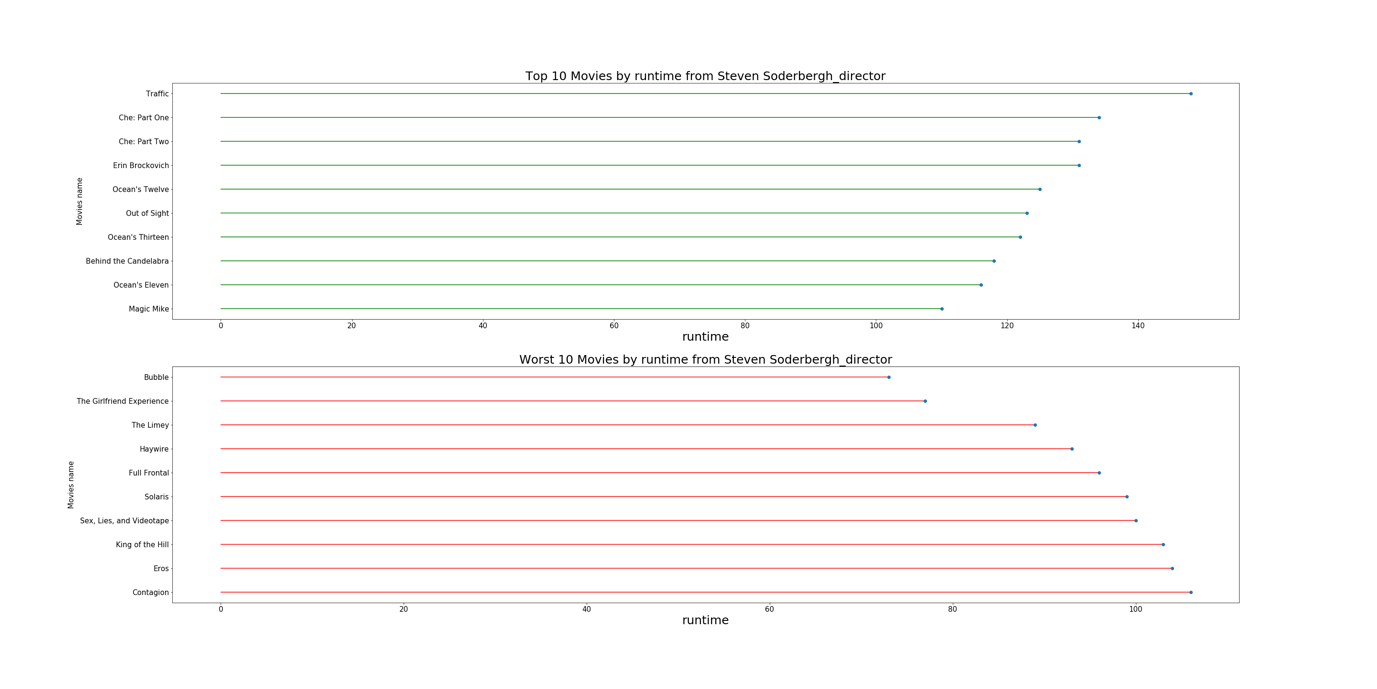 Top 10 Movies by runtime from Steven Soderbergh_director
Movies name
Traffic
Che: Part One
Che: Part Two
Erin Brockovich
Ocean's Twelve
Out of Sight
Ocean's Thirteen
Behind the Candelabra
Ocean's Eleven
Magic Mike
0 20 40 60 80 100 120 140
runtime
Worst 10 Movies by runtime from Steven Soderbergh_director
Movies name
Bubble
The Girlfriend Experience
The Limey
Haywire
Full Frontal
Solaris
Sex, Lies, and Videotape
King of the Hill
Eros
Contagion
0 20 40 60 80 100
runtime